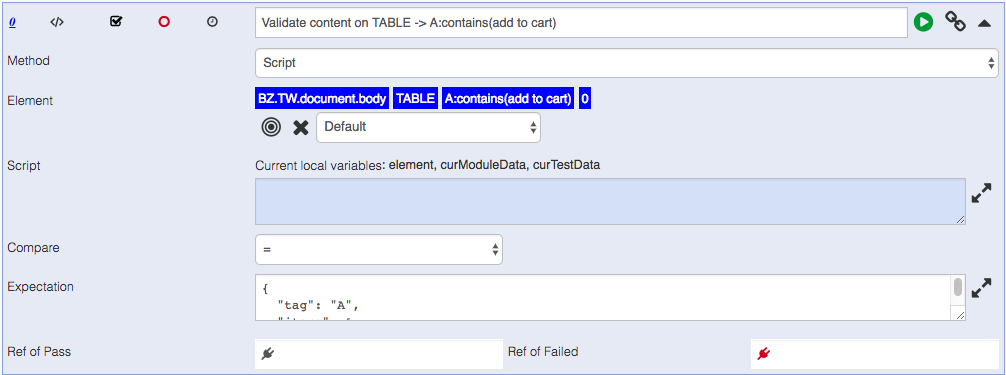 0
Validate content on TABLE -> A:contains(add to cart)
Method
Script
Element
BZ.TW.document.body TABLE A:contains(add to cart) 0
Default
Script
Current local variables: element, curModuleData, curTestData
Compare
=
Expectation
{
"tag": "A",
Ref of Pass
Ref of Failed